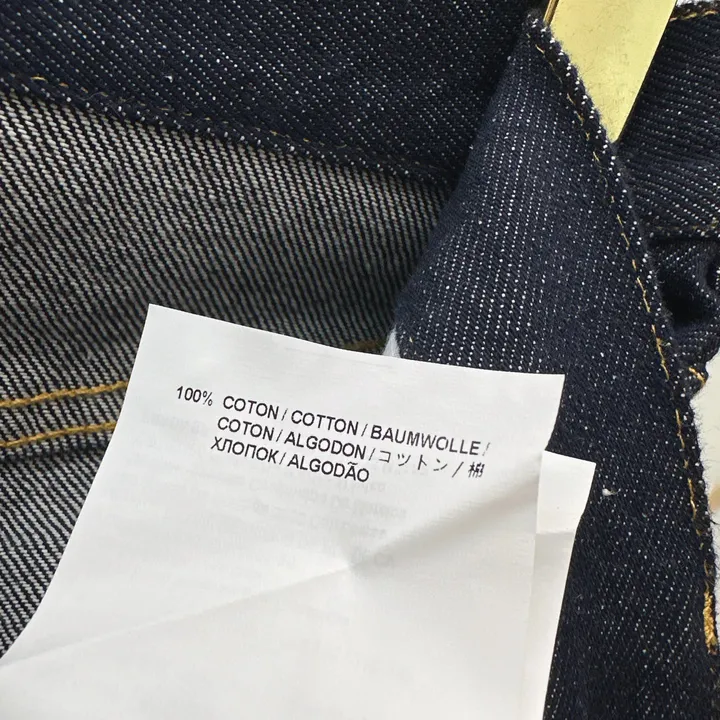 100% COTON / COTTON / BAUMWOLLE /
COTON / ALGODON / コットン / 棉
ХЛОПОК / ALGODÃO